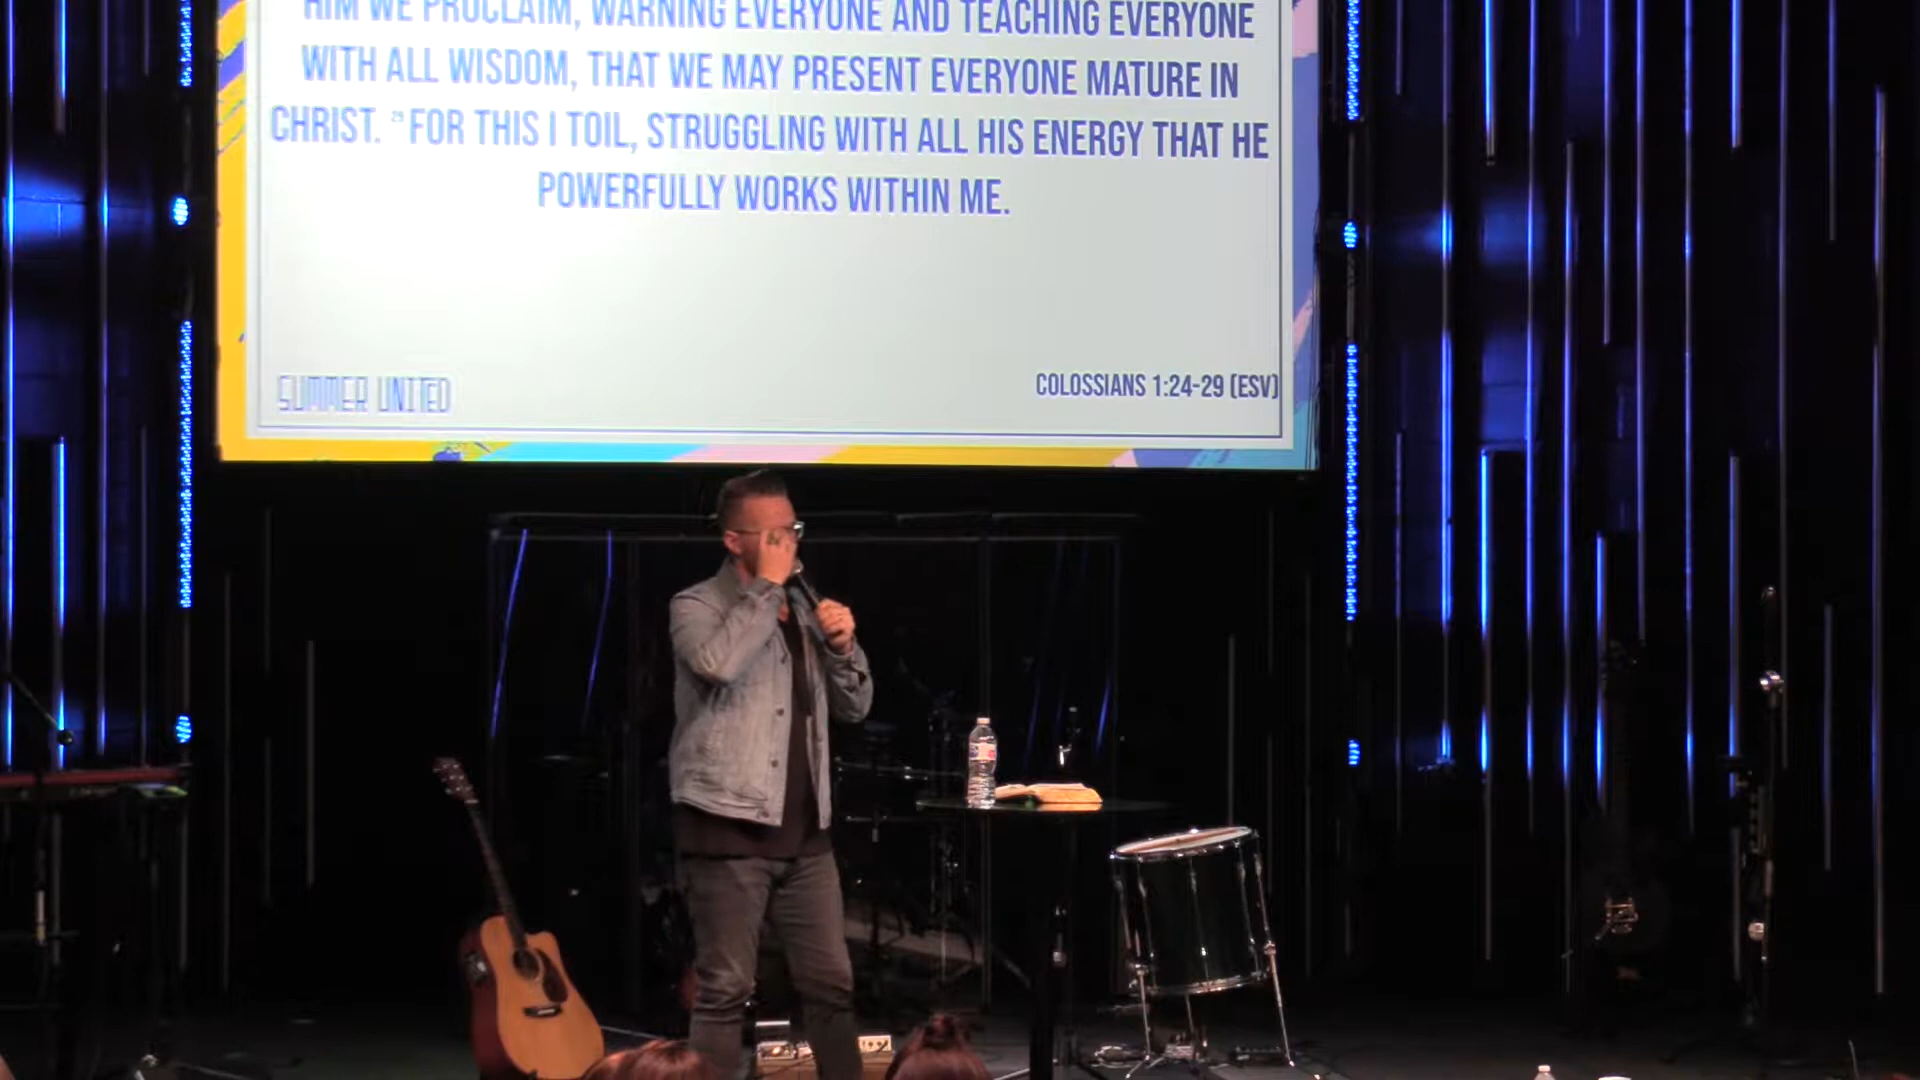 HIM WE PROCLAIM, WARNING EVERYONE AND TEACHING EVERYONE
WITH ALL WISDOM, THAT WE MAY PRESENT EVERYONE MATURE IN
CHRIST. 29 FOR THIS I TOIL, STRUGGLING WITH ALL HIS ENERGY THAT HE
POWERFULLY WORKS WITHIN ME.
SUMMER UNITED
COLOSSIANS 1:24-29 (ESV)